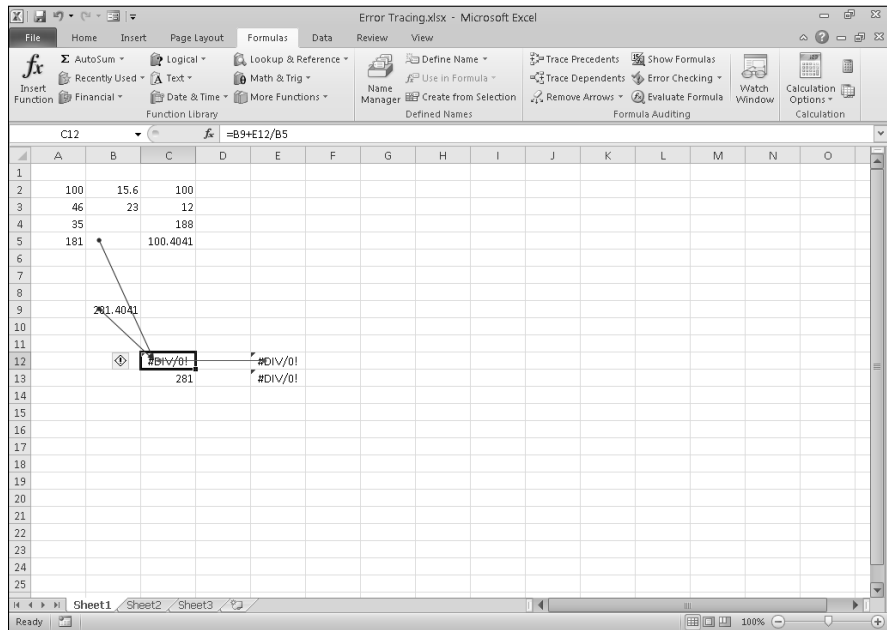 Error Tracing.xlsx - Microsoft Excel
File Home Insert Page Layout Formulas Data Review View
fx Insert Function
Σ AutoSum
Recently Used
Financial
Logical
Text
Date & Time
Lookup & Reference
Math & Trig
More Functions
Function Library
Name Manager
Define Name
Use in Formula
Create from Selection
Defined Names
Trace Precedents
Trace Dependents
Remove Arrows
Show Formulas
Error Checking
Evaluate Formula
Watch Window
Formula Auditing
Calculation Options
Calculation
C12 fx =B9+E12/B5
A B C D E F G H I J K L M N O
1
2 100 15.6 100
3 46 23 12
4 35 188
5 181 100.4041
6
7
8
9 281.4041
10
11
12 #DIV/0! #DIV/0!
13 281 #DIV/0!
14
15
16
17
18
19
20
21
22
23
24
25
Sheet1 Sheet2 Sheet3
Ready 100%